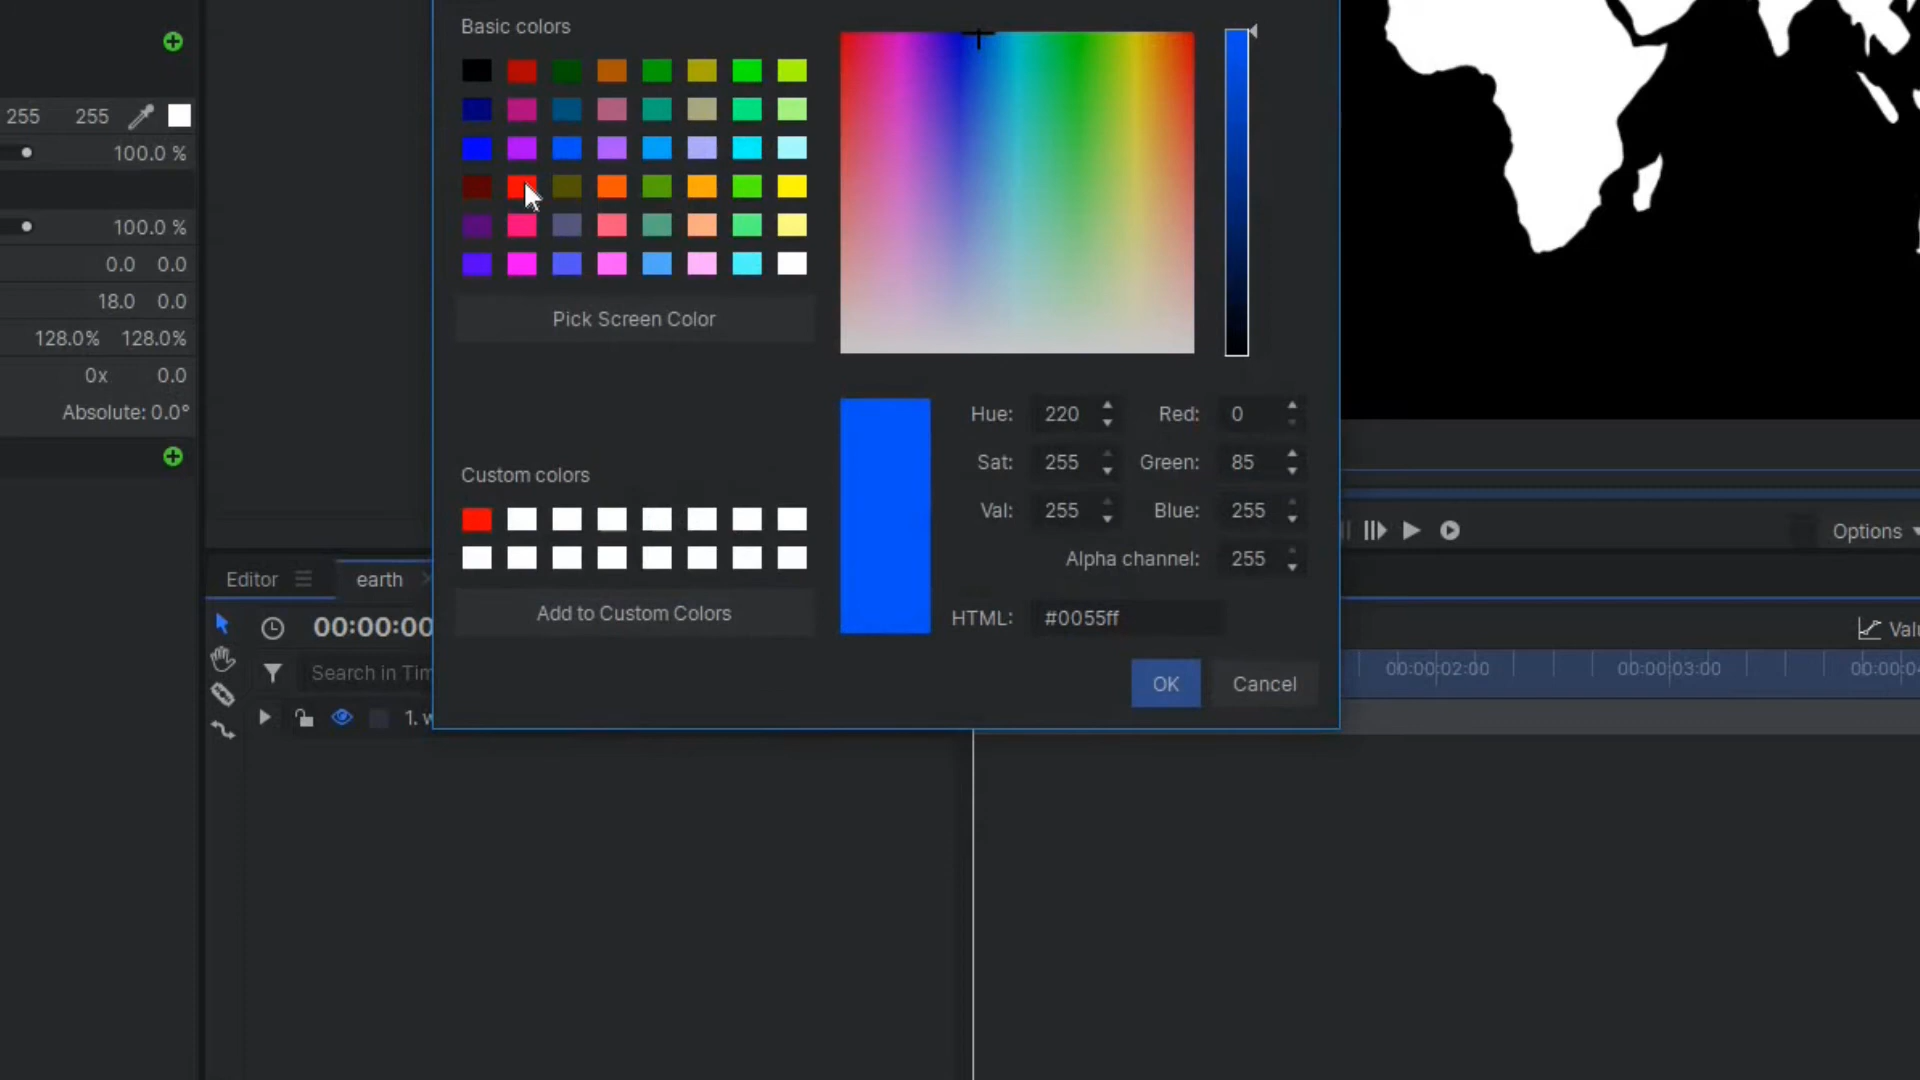 Basic colors
255 255
100.0 %
100.0 %
0.0 0.0
18.0 0.0
128.0% 128.0%
0x 0.0
Absolute: 0.0°
Pick Screen Color
Custom colors
Add to Custom Colors
Hue: 220 Red: 0
Sat: 255 Green: 85
Val: 255 Blue: 255
Alpha channel: 255
HTML: #0055ff
OK Cancel
Options
Editor earth
00:00:00
Search in Tim
1.
00:00:02:00 00:00:03:00